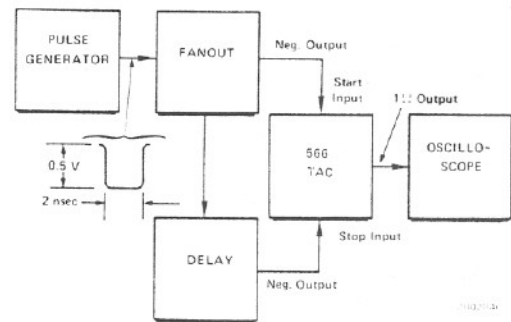 PULSE
GENERATOR
FANOUT
Neg. Output
Start
Input
Output
0.5 V
2 nsec
566
TAC
OSCILLO-
SCOPE
Stop Input
DELAY
Neg. Output